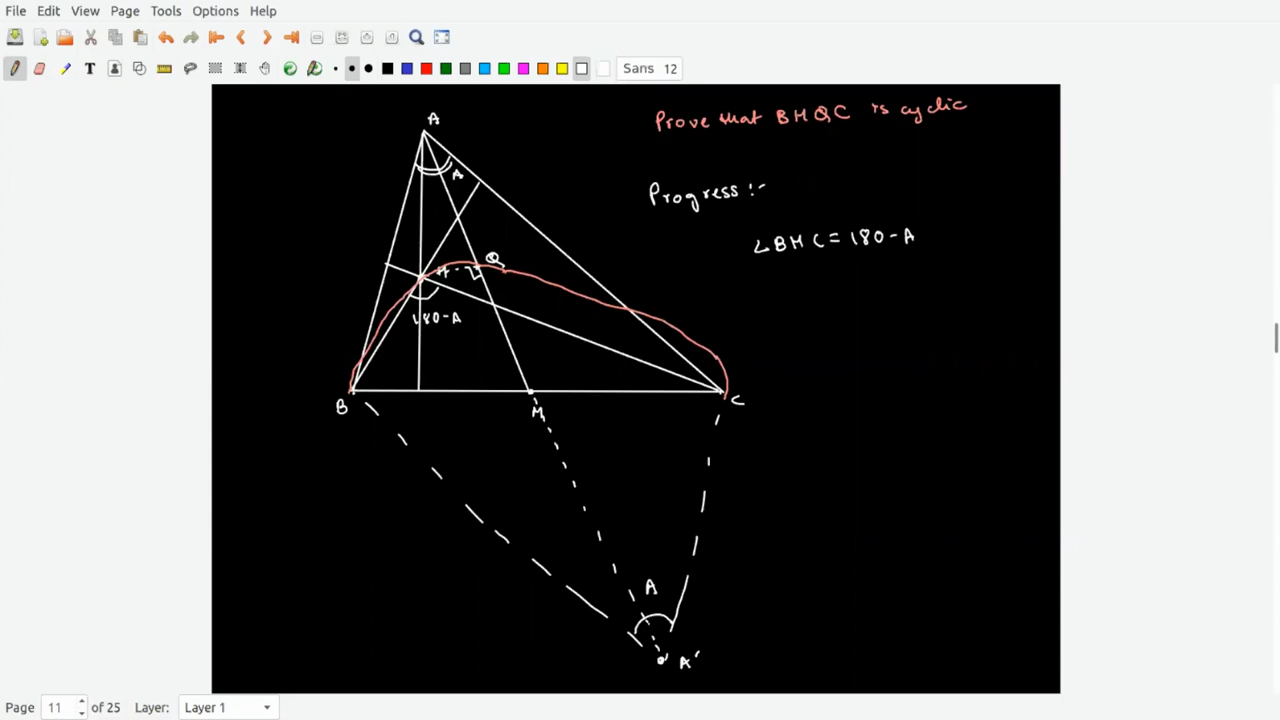 File Edit View Page Tools Options Help
Sans 12
A
Prove that BHQC is cyclic
A
Progress :-
∠BHC = 180-A
H
Q
180-A
B
M
C
A
A'
Page 11 of 25 Layer: Layer 1